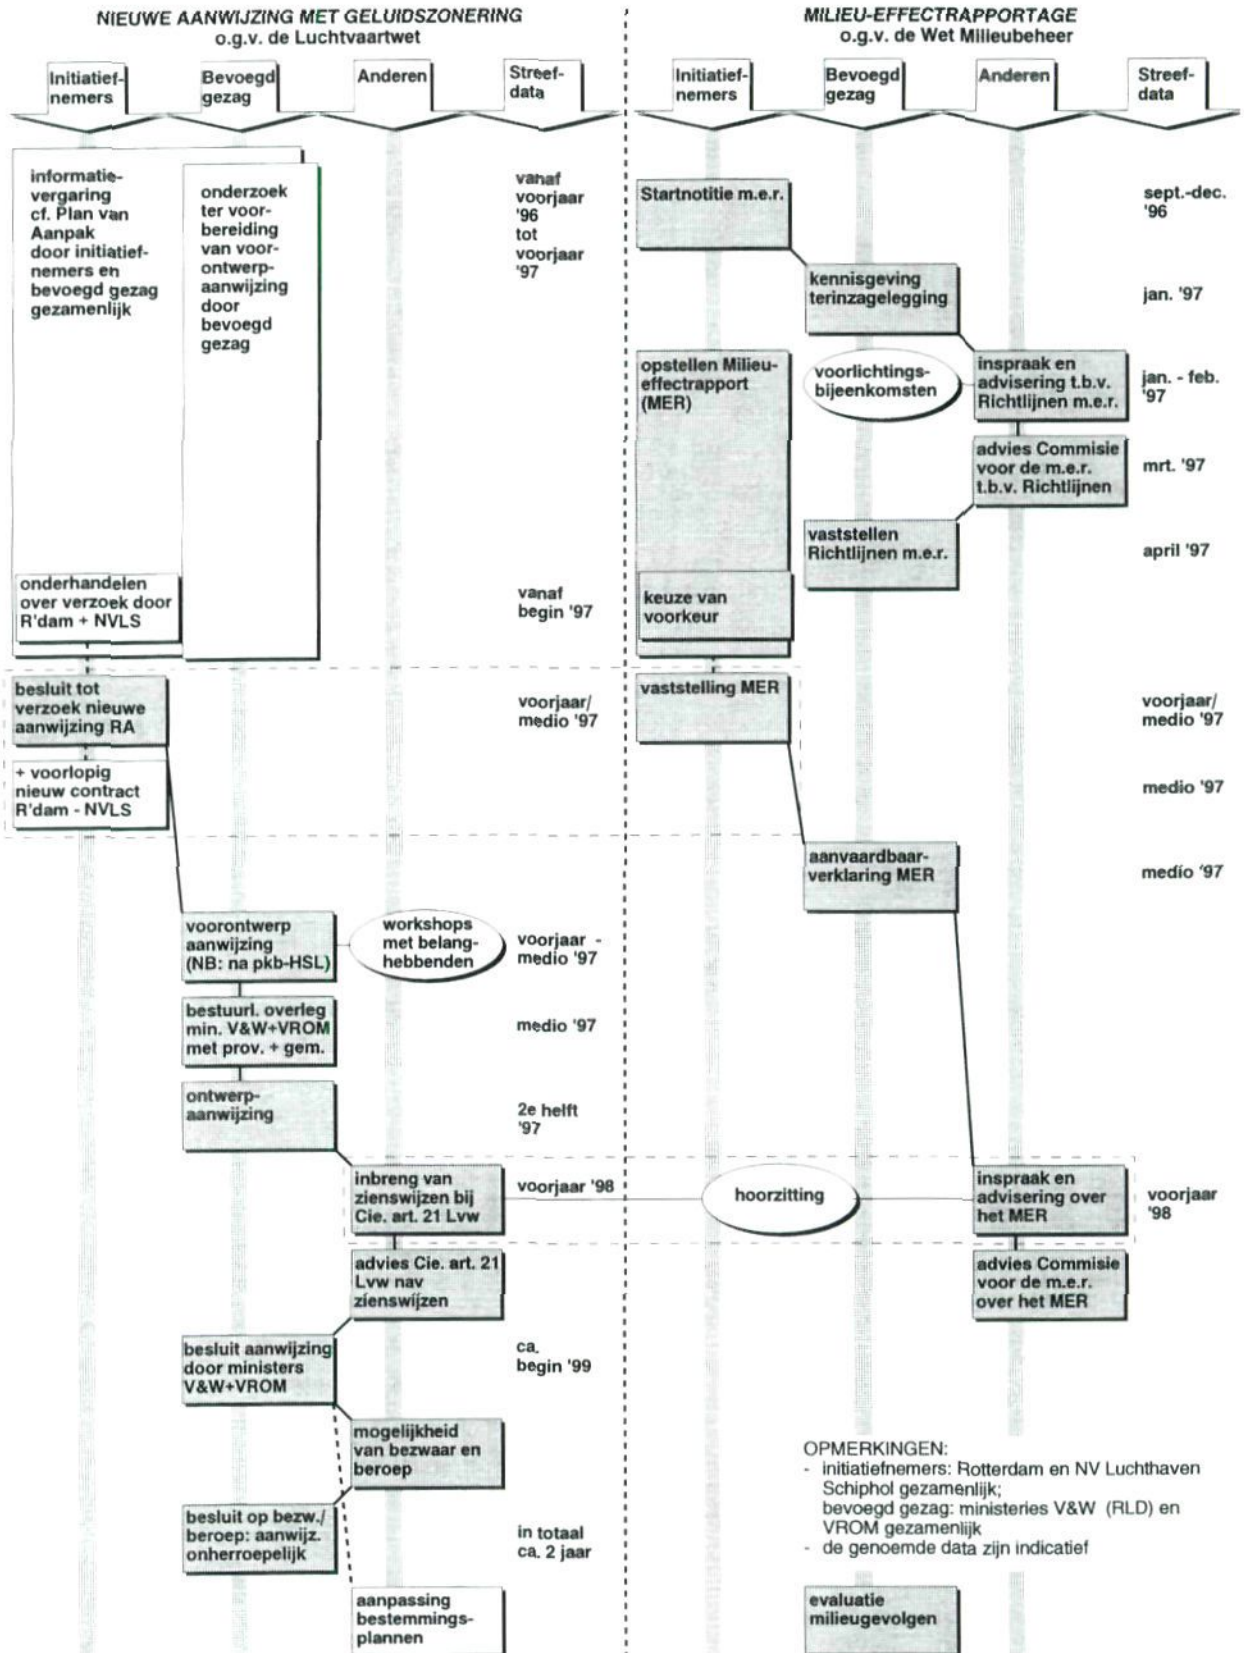 NIEUWE AANWIJZING MET GELUIDSZONERING
o.g.v. de Luchtvaartwet
Initiatief-
nemers
Bevoegd
gezag
Anderen
Streef-
data
informatie-
vergaring
cf. Plan van
Aanpak
door initiatief-
nemers en
bevoegd gezag
gezamenlijk
onderzoek
ter voor-
bereiding
van voor-
ontwerp-
aanwijzing
door
bevoegd
gezag
vanaf
voorjaar
'96
tot
voorjaar
'97
onderhandelen
over verzoek door
R'dam + NVLS
vanaf
begin '97
besluit tot
verzoek nieuwe
aanwijzing RA
voorjaar/
medio '97
+ voorlopig
nieuw contract
R'dam - NVLS
voorontwerp
aanwijzing
(NB: na pkb-HSL)
workshops
met belang-
hebbenden
voorjaar -
medio '97
bestuurl. overleg
min. V&W+VROM
met prov. + gem.
medio '97
ontwerp-
aanwijzing
2e helft
'97
inbreng van
zienswijzen bij
Cie. art. 21 Lvw
voorjaar '98
advies Cie. art. 21
Lvw nav
zienswijzen
besluit aanwijzing
door ministers
V&W+VROM
ca.
begin '99
mogelijkheid
van bezwaar en
beroep
besluit op bezw./
beroep: aanwijz.
onherroepelijk
in totaal
ca. 2 jaar
aanpassing
bestemmings-
plannen
MILIEU-EFFECTRAPPORTAGE
o.g.v. de Wet Milieubeheer
Initiatief-
nemers
Bevoegd
gezag
Anderen
Streef-
data
Startnotitie m.e.r.
sept.-dec.
'96
kennisgeving
terinzagelegging
jan. '97
opstellen Milieu-
effectrapport
(MER)
voorlichtings-
bijeenkomsten
inspraak en
advisering t.b.v.
Richtlijnen m.e.r.
jan. - feb.
'97
advies Commisie
voor de m.e.r.
t.b.v. Richtlijnen
mrt. '97
vaststellen
Richtlijnen m.e.r.
april '97
keuze van
voorkeur
vaststelling MER
voorjaar/
medio '97
medio '97
aanvaardbaar-
verklaring MER
medio '97
hoorzitting
inspraak en
advisering over
het MER
voorjaar
'98
advies Commisie
voor de m.e.r.
over het MER
OPMERKINGEN:
- initiatiefnemers: Rotterdam en NV Luchthaven
Schiphol gezamenlijk;
bevoegd gezag: ministeries V&W (RLD) en
VROM gezamenlijk
- de genoemde data zijn indicatief
evaluatie
milieugevolgen